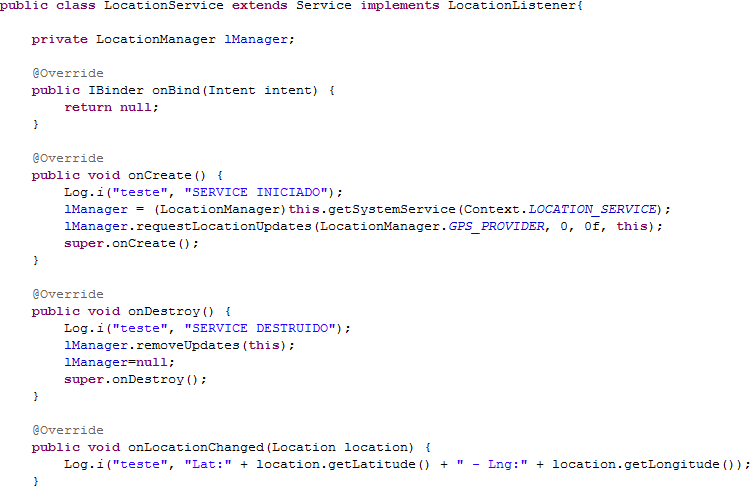 public class LocationService extends Service implements LocationListener{
private LocationManager lManager;
@Override
public IBinder onBind(Intent intent) {
return null;
}
@Override
public void onCreate() {
Log.i("teste", "SERVICE INICIADO");
lManager = (LocationManager)this.getSystemService(Context.LOCATION_SERVICE);
lManager.requestLocationUpdates(LocationManager.GPS_PROVIDER, 0, 0f, this);
super.onCreate();
}
@Override
public void onDestroy() {
Log.i("teste", "SERVICE DESTRUIDO");
lManager.removeUpdates(this);
lManager=null;
super.onDestroy();
}
@Override
public void onLocationChanged(Location location) {
Log.i("teste", "Lat:" + location.getLatitude() + " - Lng:" + location.getLongitude());
}